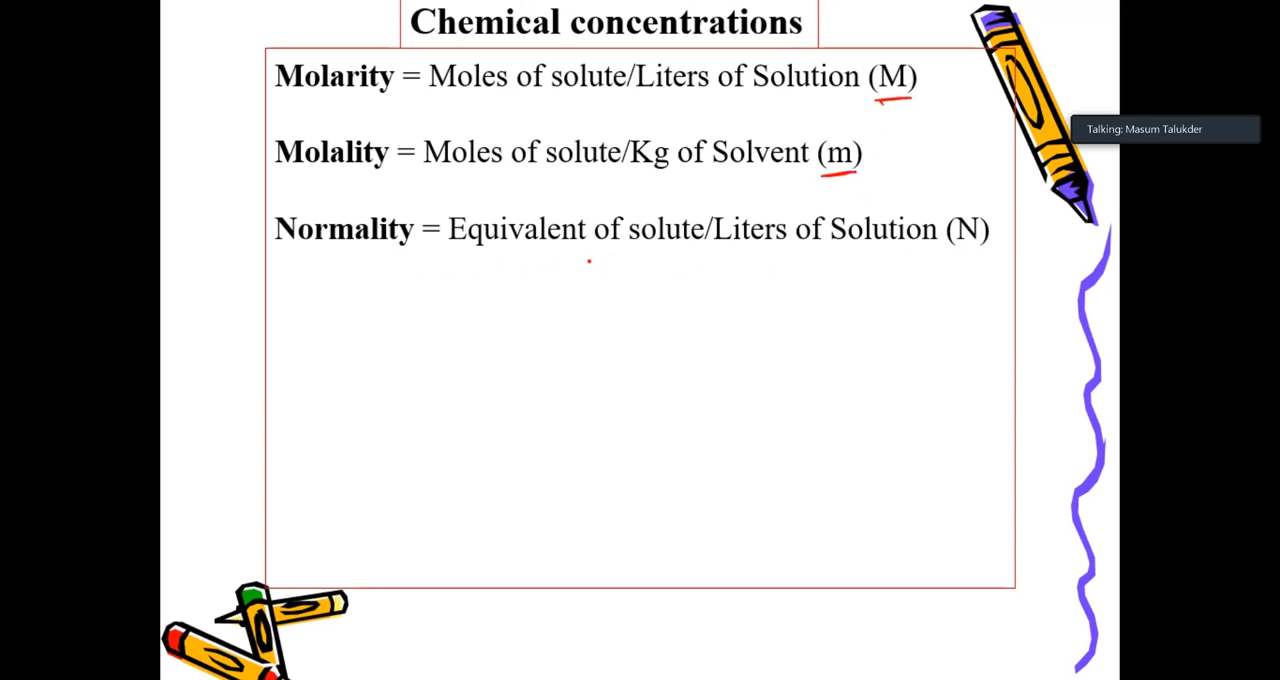 Chemical concentrations
Molarity = Moles of solute/Liters of Solution (M)
Talking: Masum Talukder
Molality = Moles of solute/Kg of Solvent (m)
Normality = Equivalent of solute/Liters of Solution (N)